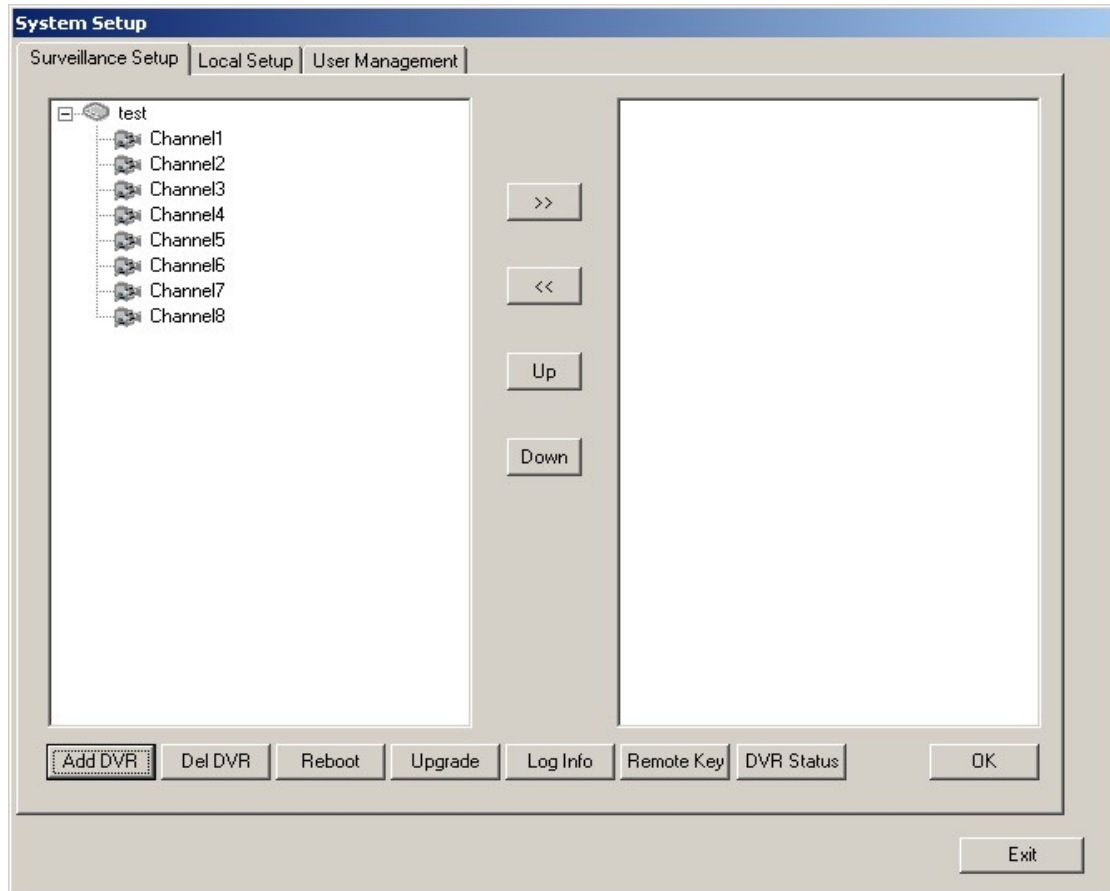 System Setup
Surveillance Setup Local Setup User Management
test
Channel1
Channel2
Channel3
Channel4
Channel5
Channel6
Channel7
Channel8
>>
<<
Up
Down
Add DVR Del DVR Reboot Upgrade Log Info Remote Key DVR Status OK
Exit